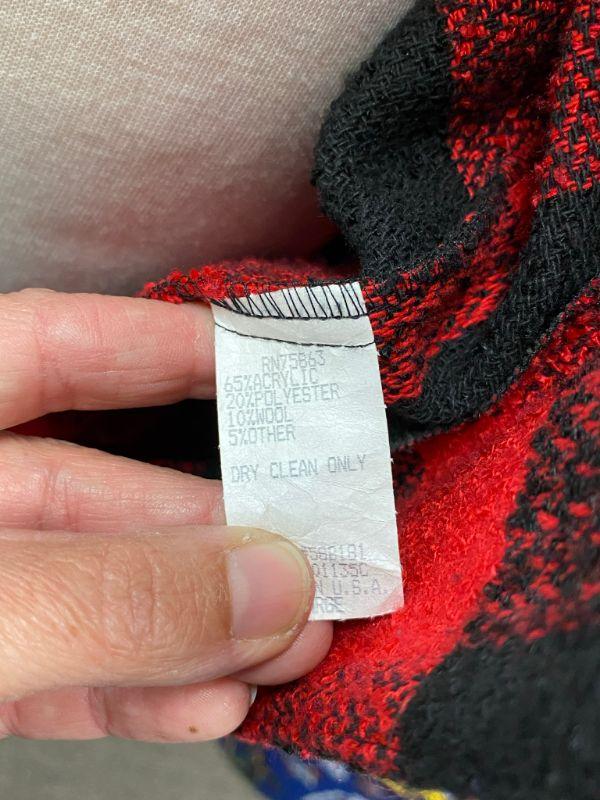 RN75863
65%ACRYLIC
20%POLYESTER
10%WOOL
5%OTHER
DRY CLEAN ONLY
U.S.A.